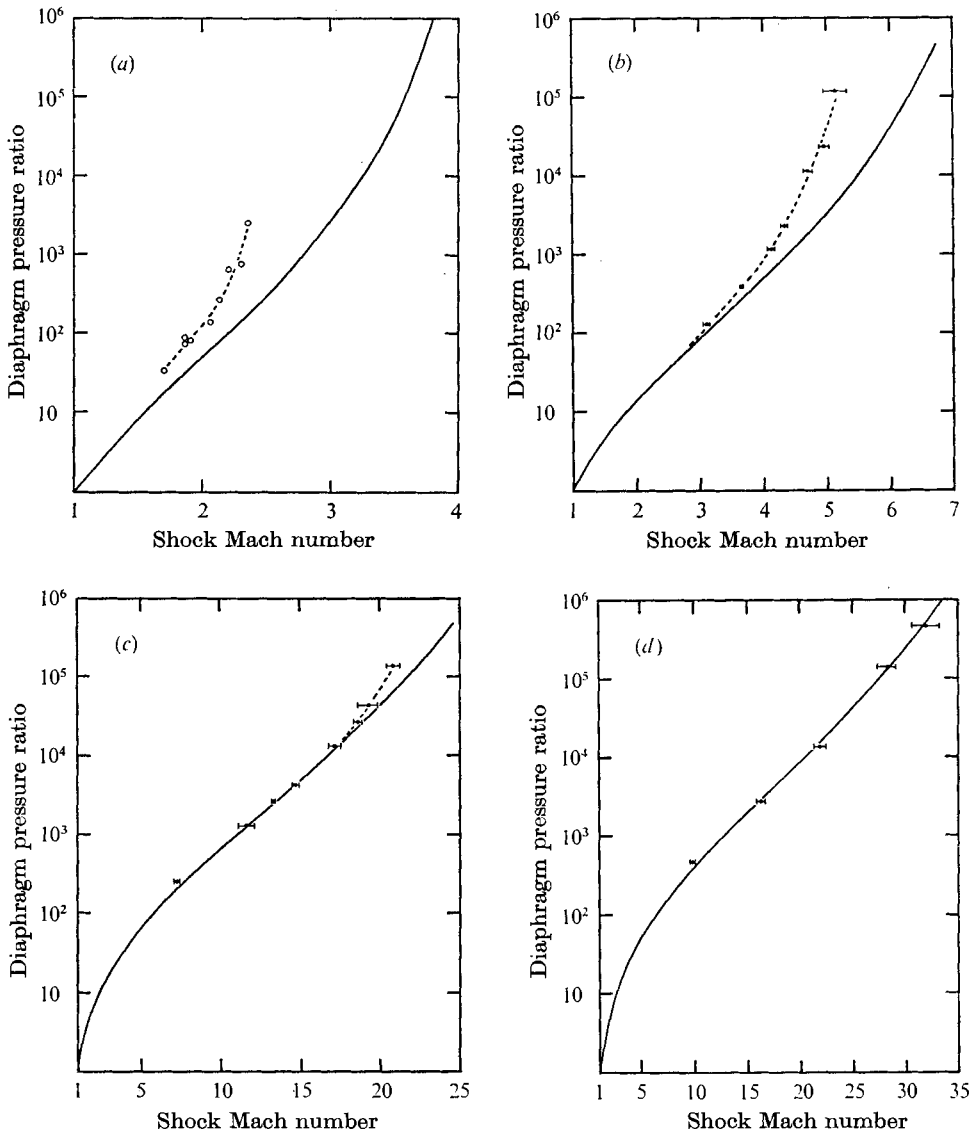 10⁶
(a)
10⁵
10⁴
10³
10²
10
Diaphragm pressure ratio
1 2 3 4
Shock Mach number
10⁶
(b)
10⁵
10⁴
10³
10²
10
Diaphragm pressure ratio
1 2 3 4 5 6 7
Shock Mach number
10⁶
(c)
10⁵
10⁴
10³
10²
10
Diaphragm pressure ratio
1 5 10 15 20 25
Shock Mach number
10⁶
(d)
10⁵
10⁴
10³
10²
10
Diaphragm pressure ratio
1 5 10 15 20 25 30 35
Shock Mach number